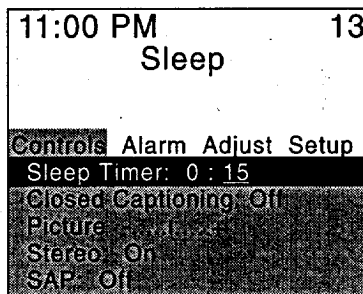 11:00 PM 13
Sleep
Controls Alarm Adjust Setup
Sleep Timer: 0 : 15
Closed Captioning: Off
Picture
Stereo: On
SAP: Off